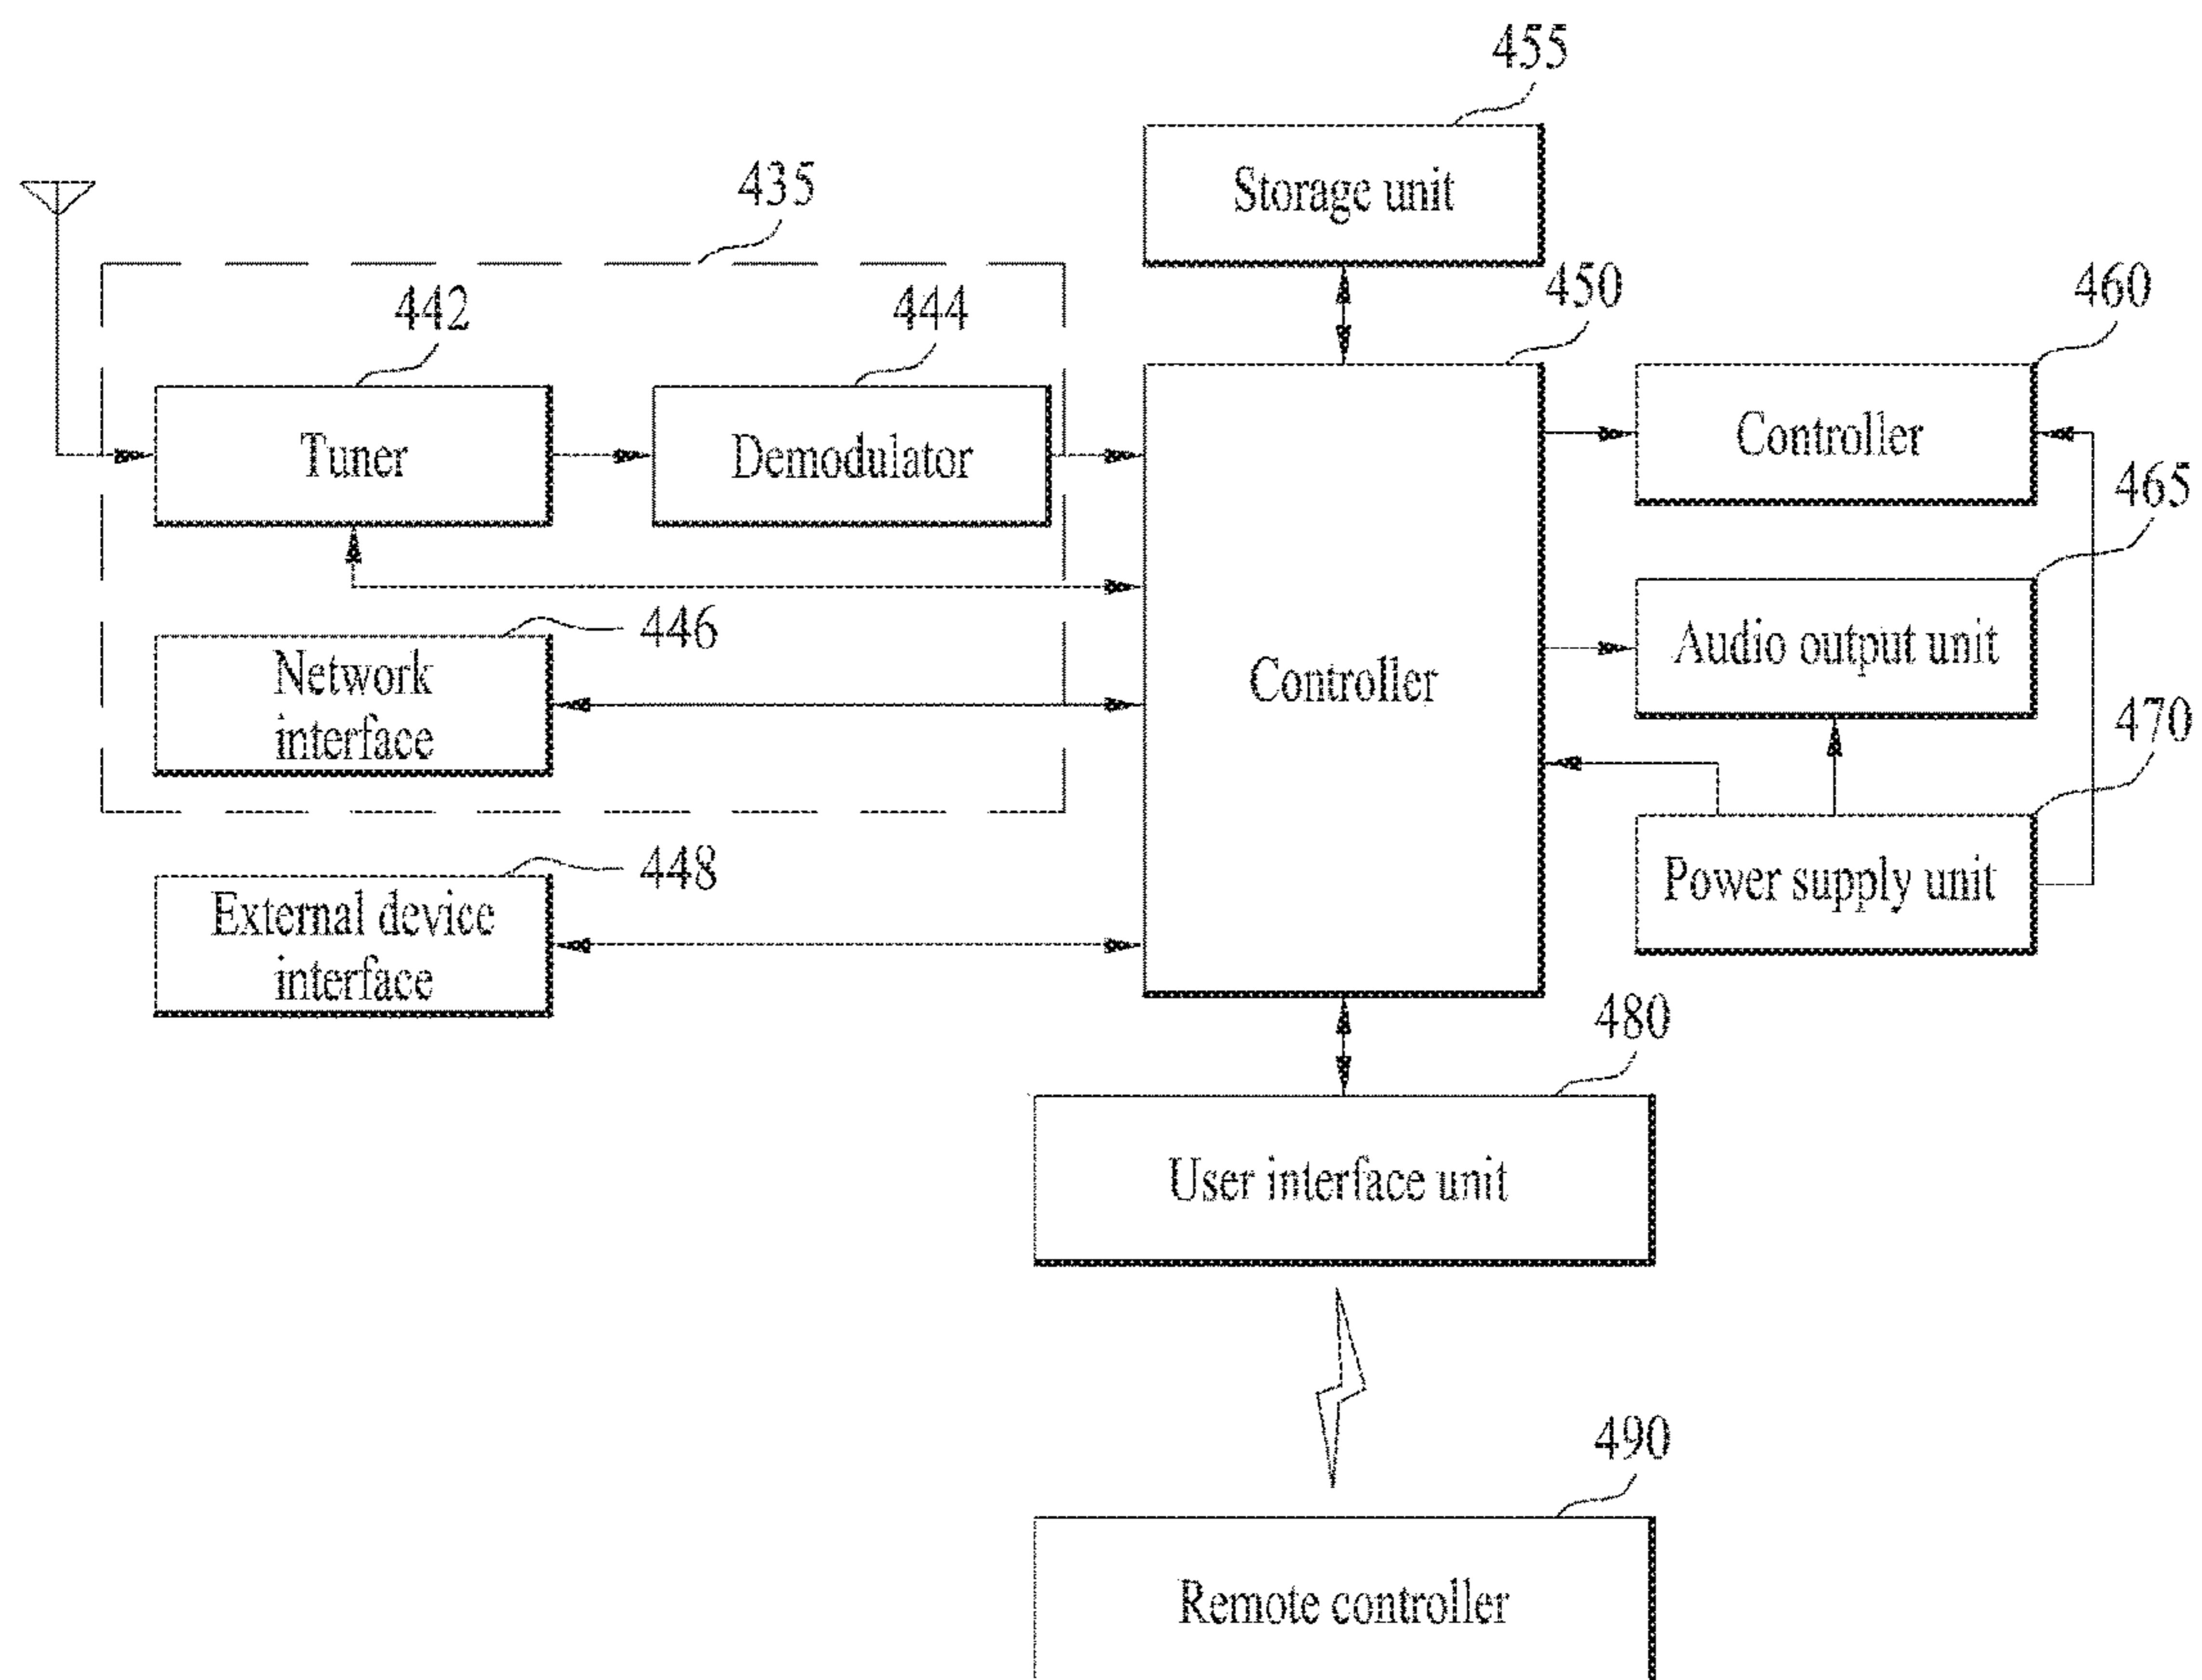 455
Storage unit
435
450
460
442
444
Tuner
Demodulator
Controller
465
446
Network
interface
Controller
Audio output unit
470
448
External device
interface
Power supply unit
480
User interface unit
490
Remote controller